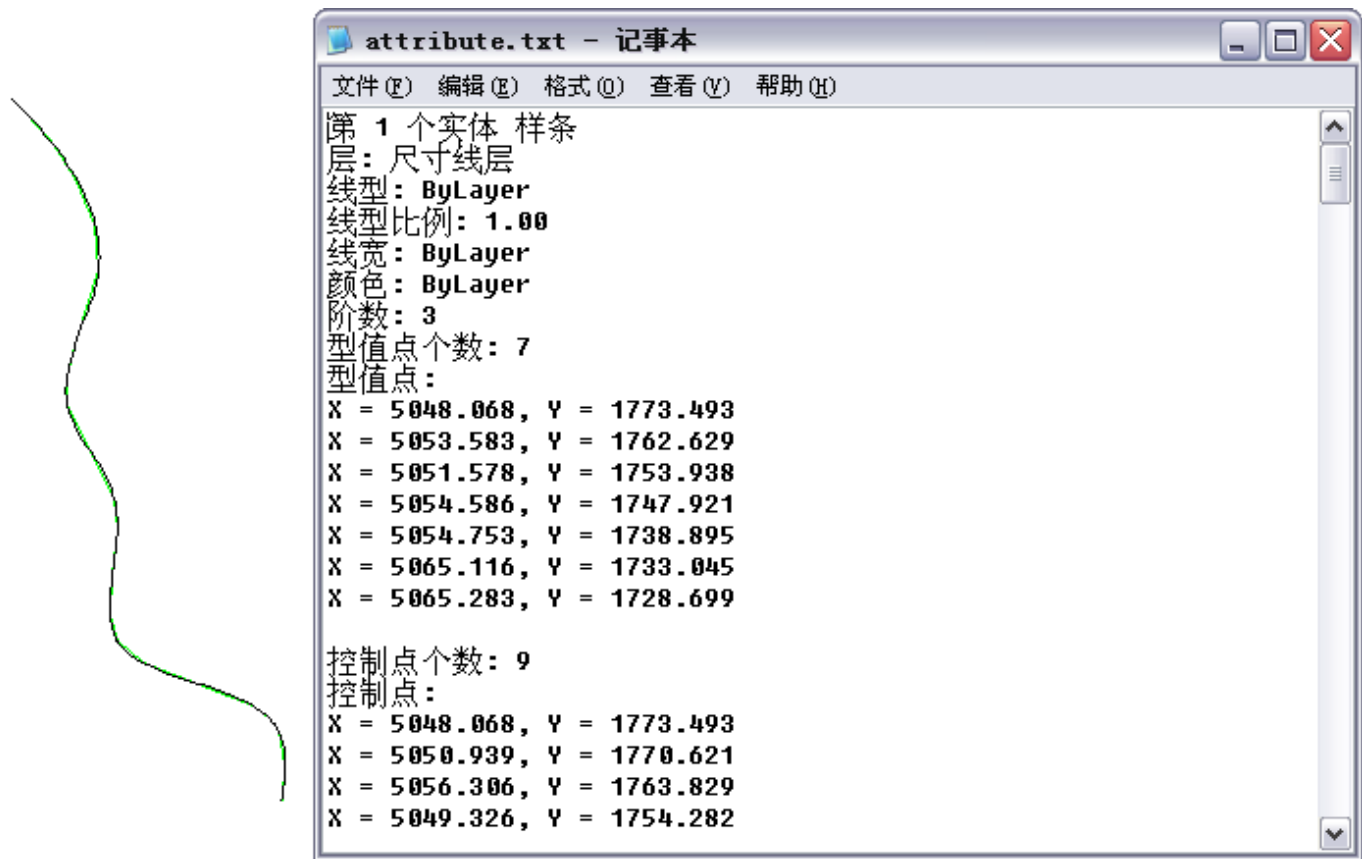 attribute.txt - 记事本
文件(F) 编辑(E) 格式(O) 查看(V) 帮助(H)
第 1 个实体 样条
层: 尺寸线层
线型: ByLayer
线型比例: 1.00
线宽: ByLayer
颜色: ByLayer
阶数: 3
型值点个数: 7
型值点:
X = 5048.068, Y = 1773.493
X = 5053.583, Y = 1762.629
X = 5051.578, Y = 1753.938
X = 5054.586, Y = 1747.921
X = 5054.753, Y = 1738.895
X = 5065.116, Y = 1733.045
X = 5065.283, Y = 1728.699
控制点个数: 9
控制点:
X = 5048.068, Y = 1773.493
X = 5050.939, Y = 1770.621
X = 5056.306, Y = 1763.829
X = 5049.326, Y = 1754.282